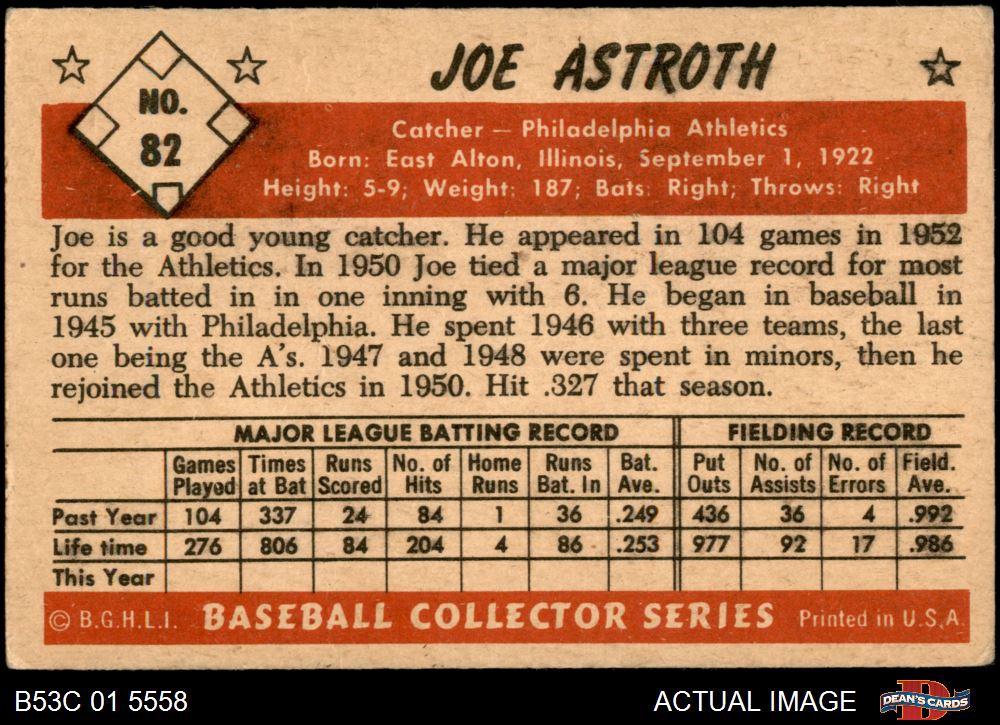 NO.
82
JOE ASTROTH
Catcher — Philadelphia Athletics
Born: East Alton, Illinois, September 1, 1922
Height: 5-9; Weight: 187; Bats: Right; Throws: Right
Joe is a good young catcher. He appeared in 104 games in 1952
for the Athletics. In 1950 Joe tied a major league record for most
runs batted in in one inning with 6. He began in baseball in
1945 with Philadelphia. He spent 1946 with three teams, the last
one being the A's. 1947 and 1948 were spent in minors, then he
rejoined the Athletics in 1950. Hit .327 that season.
MAJOR LEAGUE BATTING RECORD FIELDING RECORD
Games Times Runs No. of Home Runs Bat. Put No. of No. of Field.
Played at Bat Scored Hits Runs Bat. In Ave. Outs Assists Errors Ave.
Past Year 104 337 24 84 1 36 .249 436 36 4 .992
Life time 276 806 84 204 4 86 .253 977 92 17 .986
This Year
© B.G.H.L.I. BASEBALL COLLECTOR SERIES Printed in U.S.A.
B53C 01 5558 ACTUAL IMAGE DEAN'S CARDS